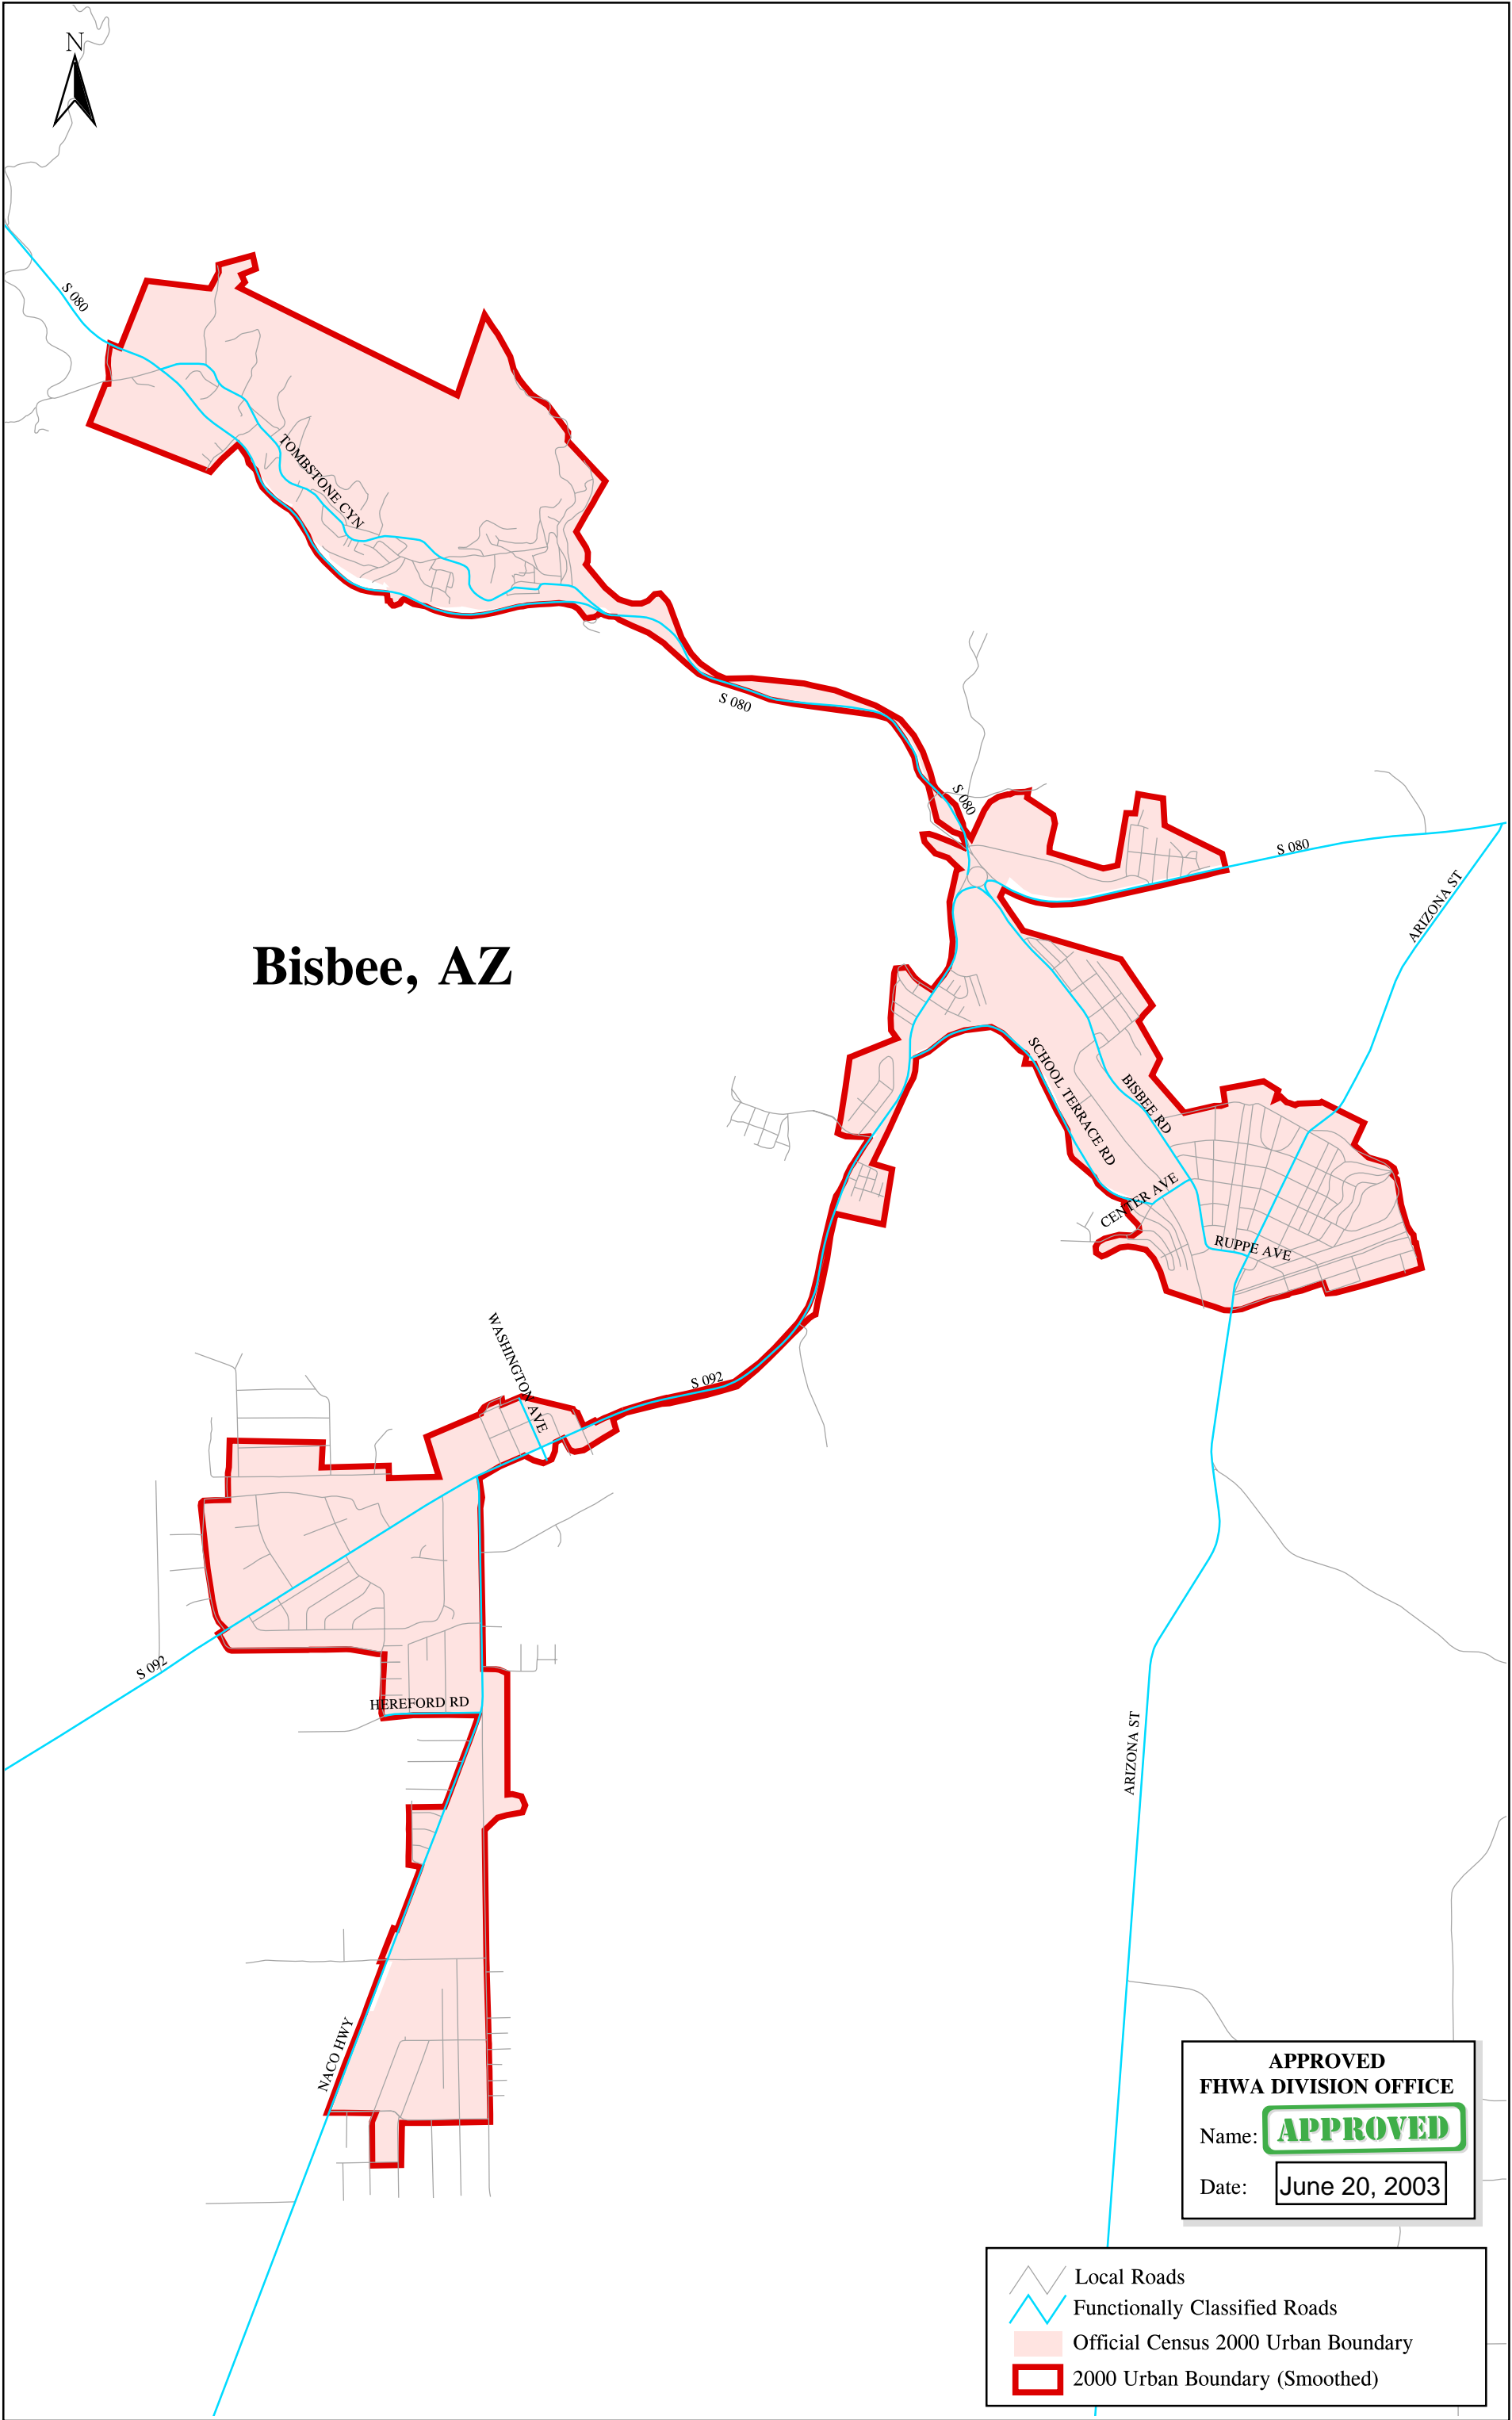 N
S 080
TOMBSTONE CYN
S 080
S 080
S 080
ARIZONA ST
Bisbee, AZ
SCHOOL TERRACE RD
BISBEE RD
CENTER AVE
RUPPE AVE
WASHINGTON AVE
S 092
S 092
HEREFORD RD
ARIZONA ST
NACO HWY
APPROVED
FHWA DIVISION OFFICE
Name: APPROVED
Date: June 20, 2003
Local Roads
Functionally Classified Roads
Official Census 2000 Urban Boundary
2000 Urban Boundary (Smoothed)